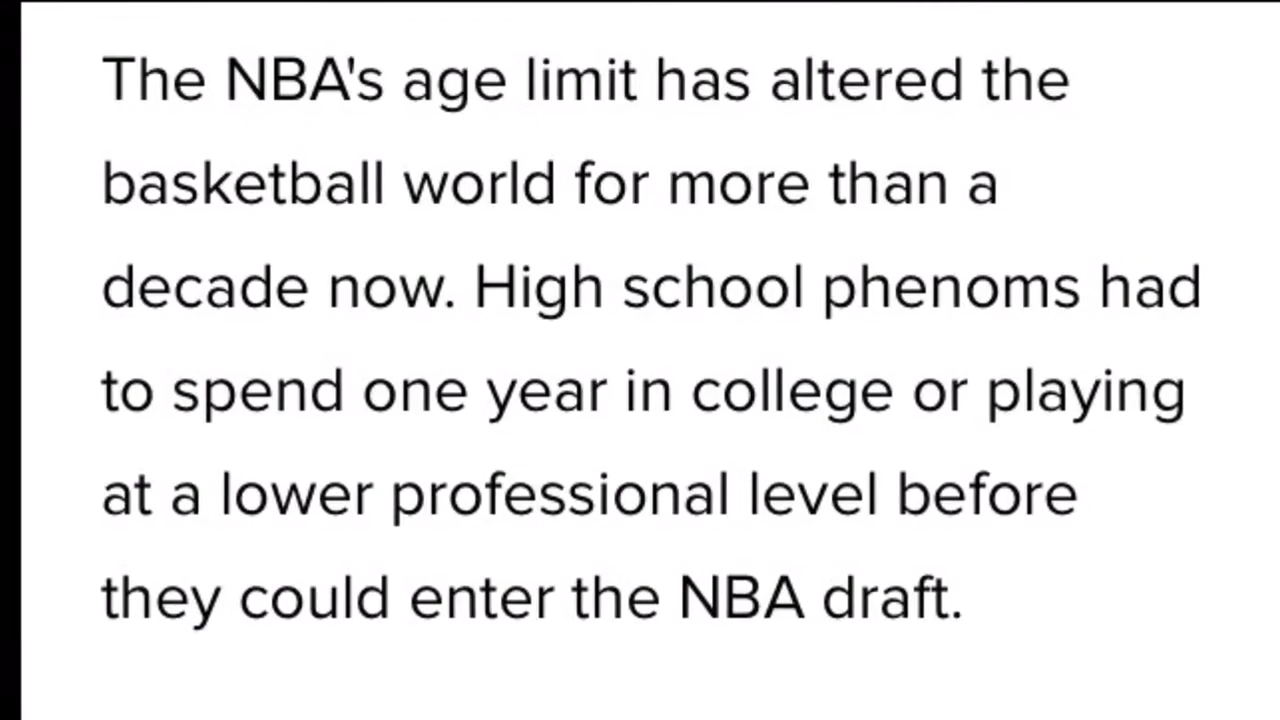 The NBA's age limit has altered the
basketball world for more than a
decade now. High school phenoms had
to spend one year in college or playing
at a lower professional level before
they could enter the NBA draft.